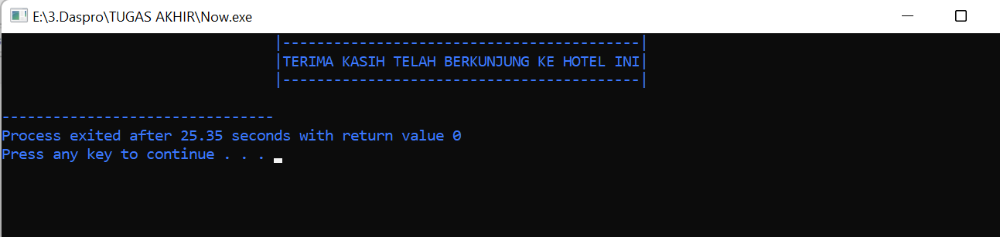 E:\3.Daspro\TUGAS AKHIR\Now.exe
|------------------------------------------|
|TERIMA KASIH TELAH BERKUNJUNG KE HOTEL INI|
|------------------------------------------|
--------------------------------
Process exited after 25.35 seconds with return value 0
Press any key to continue . . .